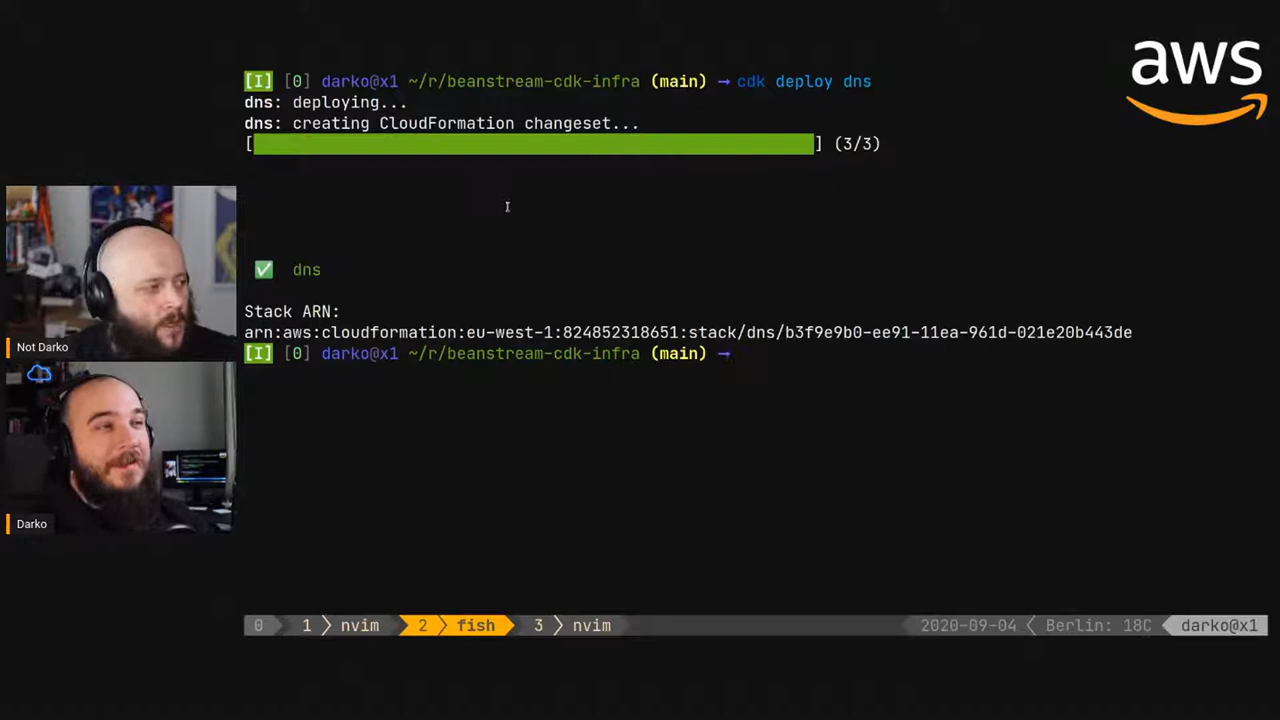 aws
[I] [0] darko@x1 ~/r/beanstream-cdk-infra (main) → cdk deploy dns
dns: deploying...
dns: creating CloudFormation changeset...
[ ] (3/3)
✅ dns
Stack ARN:
arn:aws:cloudformation:eu-west-1:824852318651:stack/dns/b3f9e9b0-ee91-11ea-961d-021e20b443de
[I] [0] darko@x1 ~/r/beanstream-cdk-infra (main) →
Not Darko
Darko
0 1 nvim 2 fish 3 nvim 2020-09-04 Berlin: 18C darko@x1